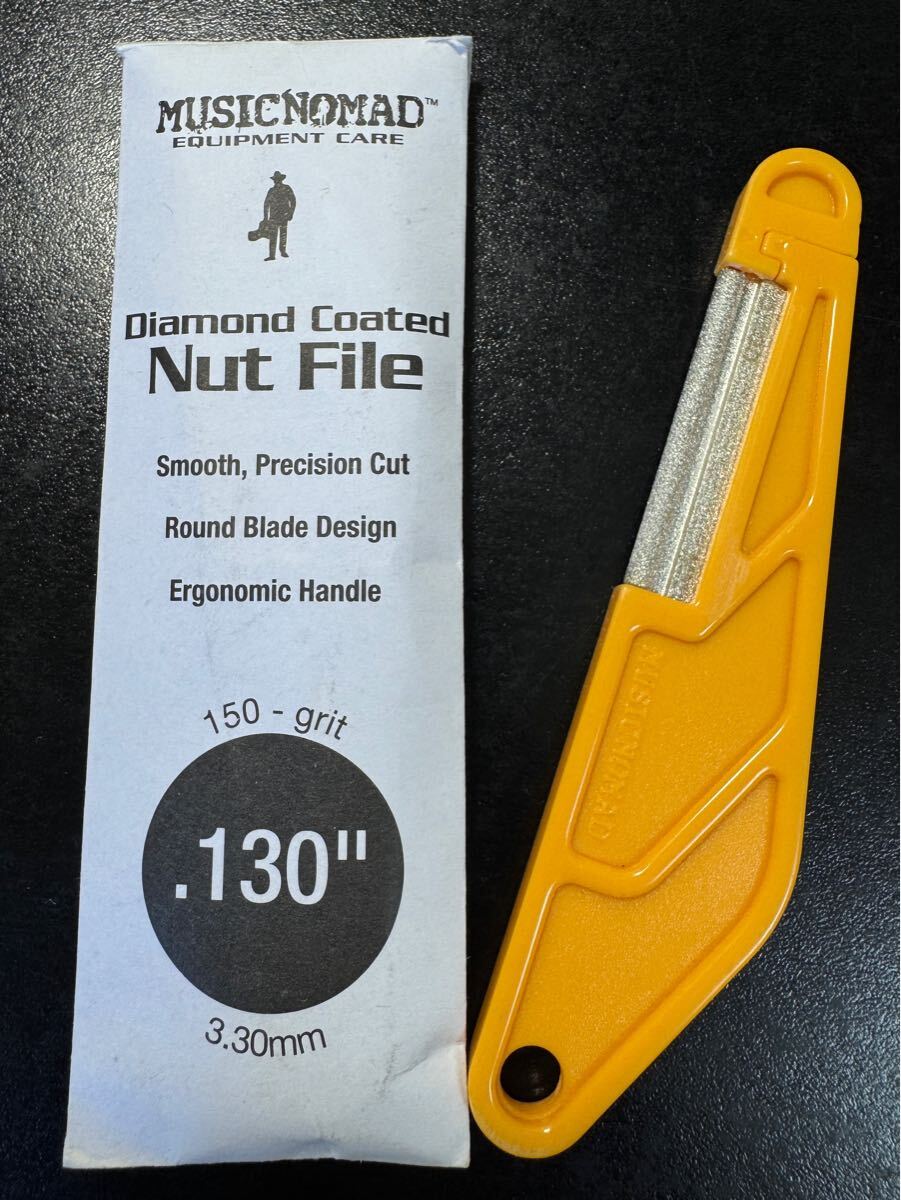 MUSICNOMAD™
EQUIPMENT CARE
Diamond Coated
Nut File
Smooth, Precision Cut
Round Blade Design
Ergonomic Handle
150 - grit
.130"
3.30mm
MUSICNOMAD